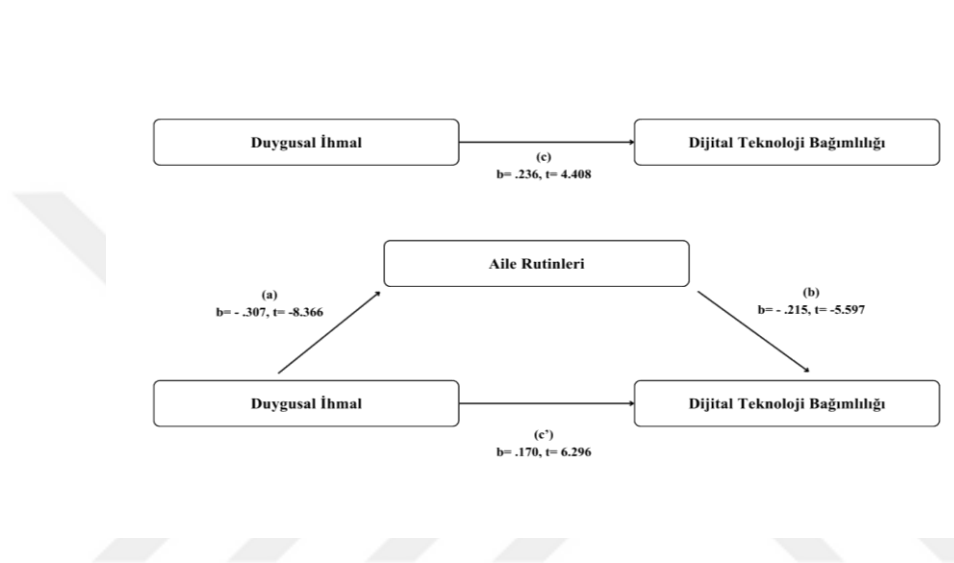 Duygusal İhmal
Dijital Teknoloji Bağımlılığı
(c)
b= .236, t= 4.408
Aile Rutinleri
(a)
b= - .307, t= -8.366
(b)
b= - .215, t= -5.597
Duygusal İhmal
Dijital Teknoloji Bağımlılığı
(c’)
b= .170, t= 6.296